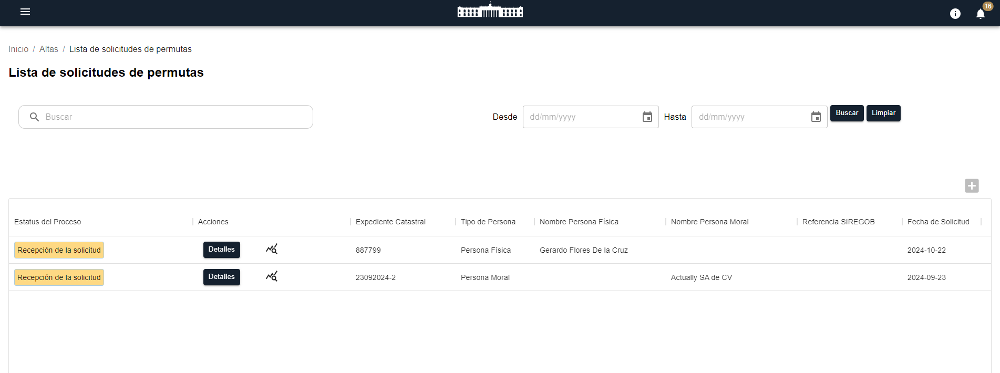 16
Inicio / Altas / Lista de solicitudes de permutas
Lista de solicitudes de permutas
Buscar
Desde dd/mm/yyyy Hasta dd/mm/yyyy Buscar Limpiar
Estatus del Proceso Acciones Expediente Catastral Tipo de Persona Nombre Persona Física Nombre Persona Moral Referencia SIREGOB Fecha de Solicitud
Recepción de la solicitud Detalles 887799 Persona Física Gerardo Flores De la Cruz 2024-10-22
Recepción de la solicitud Detalles 23092024-2 Persona Moral Actually SA de CV 2024-09-23